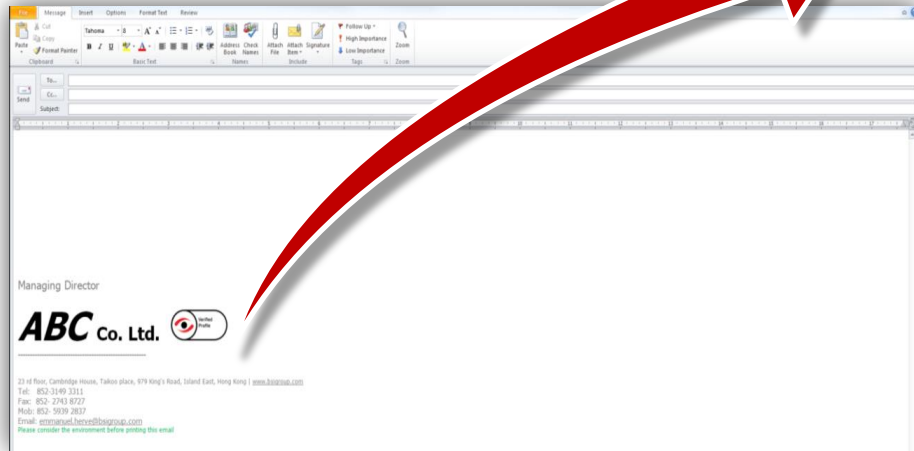 File Message Insert Options Format Text Review
Cut
Copy
Paste
Format Painter
Clipboard
Tahoma 8
B I U
Basic Text
Address Book
Check Names
Names
Attach File
Attach Item
Signature
Include
Follow Up
High Importance
Low Importance
Tags
Zoom
Zoom
Send
To...
Cc...
Subject:
Managing Director
ABC Co. Ltd.
Verified
Profile
23 rd floor, Cambridge House, Taikoo place, 979 King's Road, Island East, Hong Kong | www.bsigroup.com
Tel: 852-3149 3311
Fax: 852- 2743 8727
Mob: 852- 5939 2837
Email: emmanuel.herve@bsigroup.com
Please consider the environment before printing this email